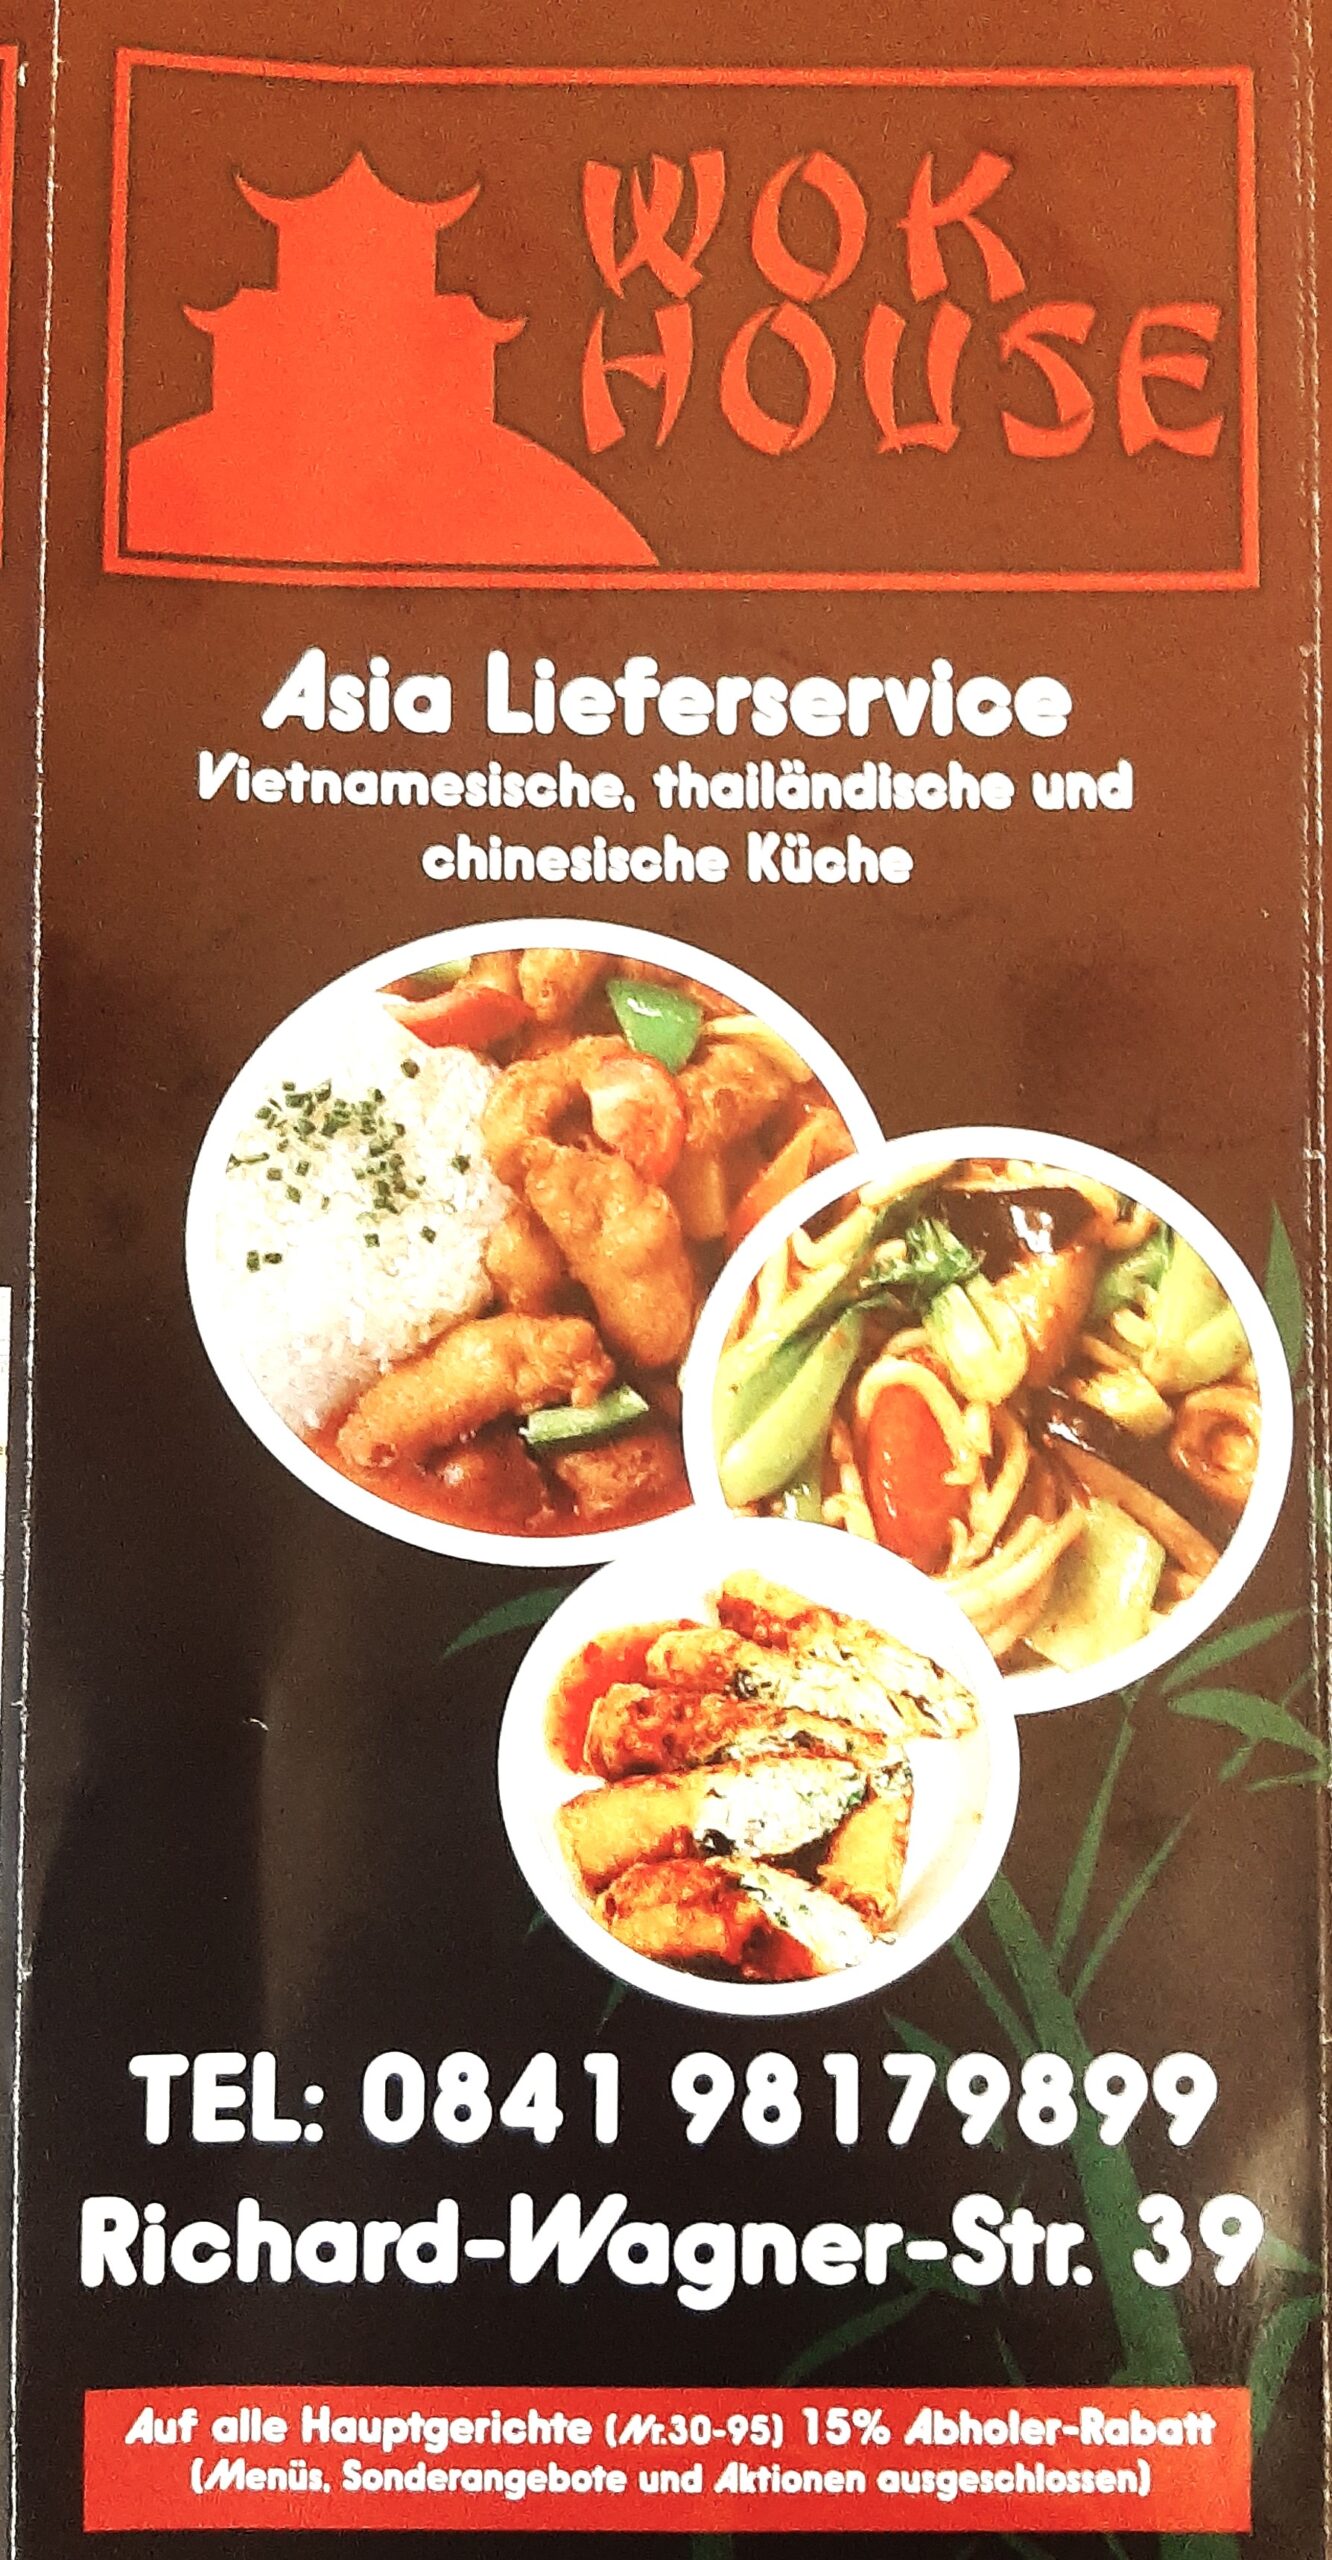 WOK
HOUSE
Asia Lieferservice
Vietnamesische, thailändische und
chinesische Küche
TEL: 0841 98179899
Richard-Wagner-Str. 39
Auf alle Hauptgerichte (Nr.30-95) 15% Abholer-Rabatt
(Menüs, Sonderangebote und Aktionen ausgeschlossen)